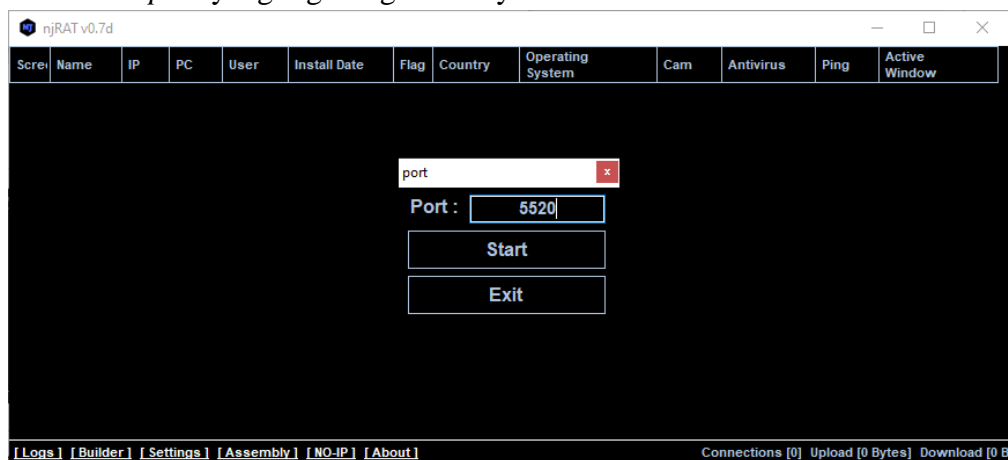 njRAT v0.7d
Name IP PC User Install Date Flag Country Operating System Cam Antivirus Ping Active Window
port
x
Port : 5520
Start
Exit
[ Logs ] [ Builder ] [ Settings ] [ Assembly ] [ NO-IP ] [ About ] Connections [0] Upload [0 Bytes] Download [0 B